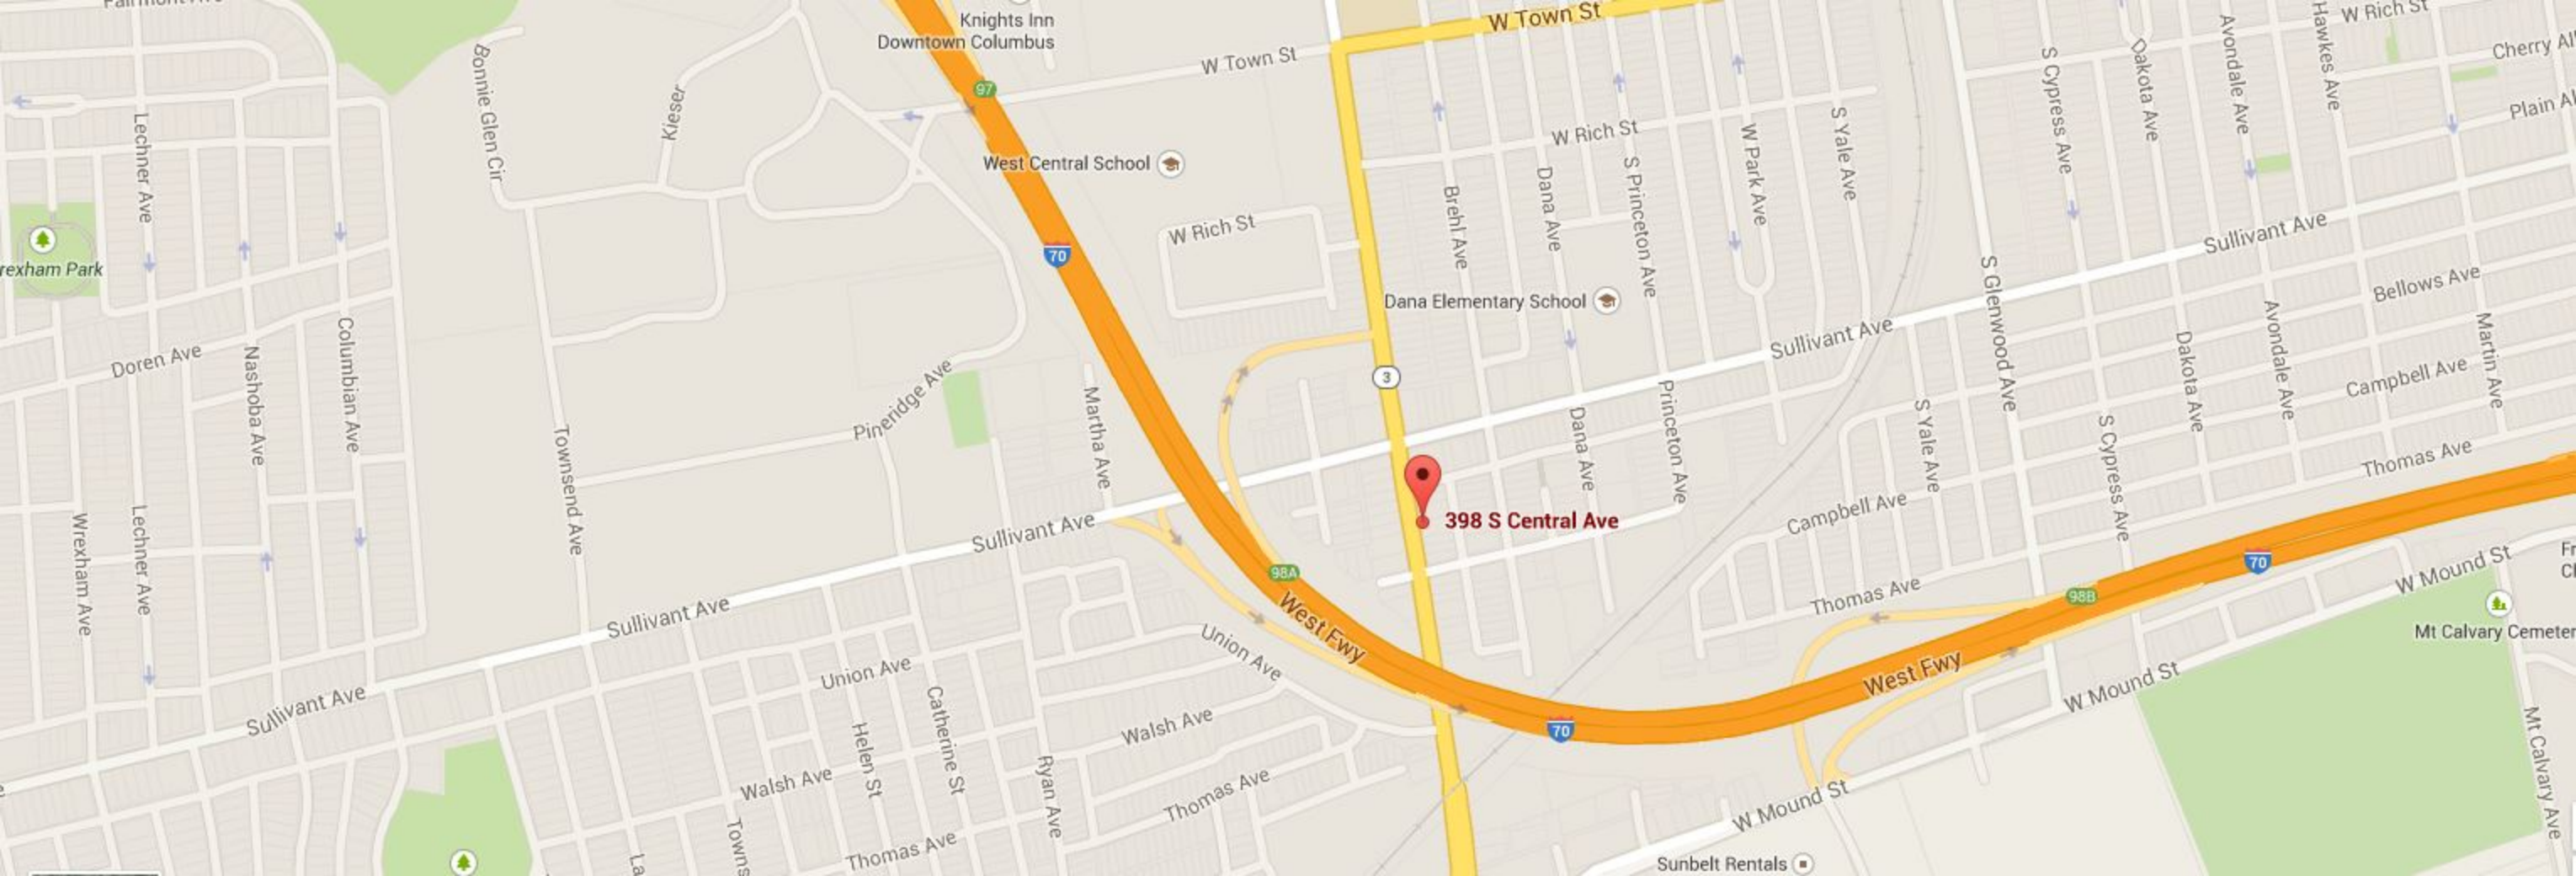 Knights Inn
Downtown Columbus
W Town St
W Town St
W Rich St
Cherry
Plain
97
Bonnie Glen Cir
Kieser
Lechner Ave
West Central School
W Rich St
W Rich St
Brehl Ave
Dana Ave
S Princeton Ave
W Park Ave
S Yale Ave
S Cypress Ave
Dakota Ave
Avondale Ave
Hawkes Ave
Sullivant Ave
70
Dana Elementary School
Sullivant Ave
S Glenwood Ave
Bellows Ave
Doren Ave
Nashoba Ave
Columbian Ave
3
Pineridge Ave
Martha Ave
Townsend Ave
Dana Ave
Princeton Ave
S Yale Ave
Dakota Ave
Avondale Ave
Martin Ave
Campbell Ave
S Cypress Ave
Thomas Ave
Campbell Ave
398 S Central Ave
Sullivant Ave
Wrexham Ave
Lechner Ave
98A
West Fwy
70
W Mound St
98B
Thomas Ave
Mt Calvary
Sullivant Ave
Union Ave
Union Ave
Sullivant Ave
Catherine St
Helen St
Walsh Ave
Walsh Ave
Ryan Ave
Thomas Ave
Thomas Ave
70
West Fwy
W Mound St
W Mound St
Mt Calvary Ave
Sunbelt Rentals